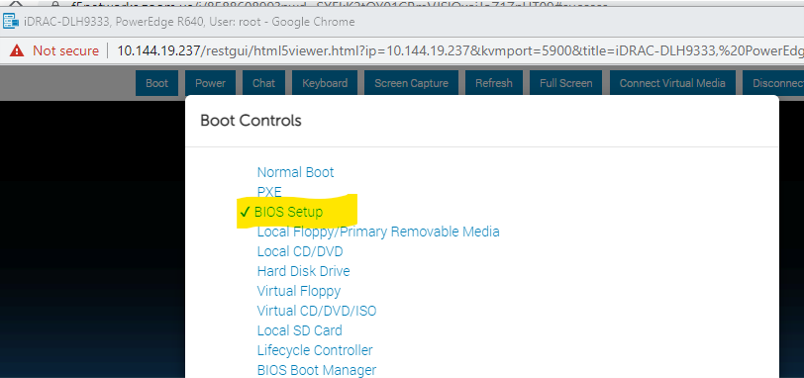 iDRAC-DLH9333, PowerEdge R640, User: root - Google Chrome
Not secure | 10.144.19.237/restgui/html5viewer.html?ip=10.144.19.237&kvmport=5900&title=iDRAC-DLH9333,%20PowerEdg
Boot Power Chat Keyboard Screen Capture Refresh Full Screen Connect Virtual Media Disconnec
Boot Controls
Normal Boot
PXE
✓ BIOS Setup
Local Floppy/Primary Removable Media
Local CD/DVD
Hard Disk Drive
Virtual Floppy
Virtual CD/DVD/ISO
Local SD Card
Lifecycle Controller
BIOS Boot Manager